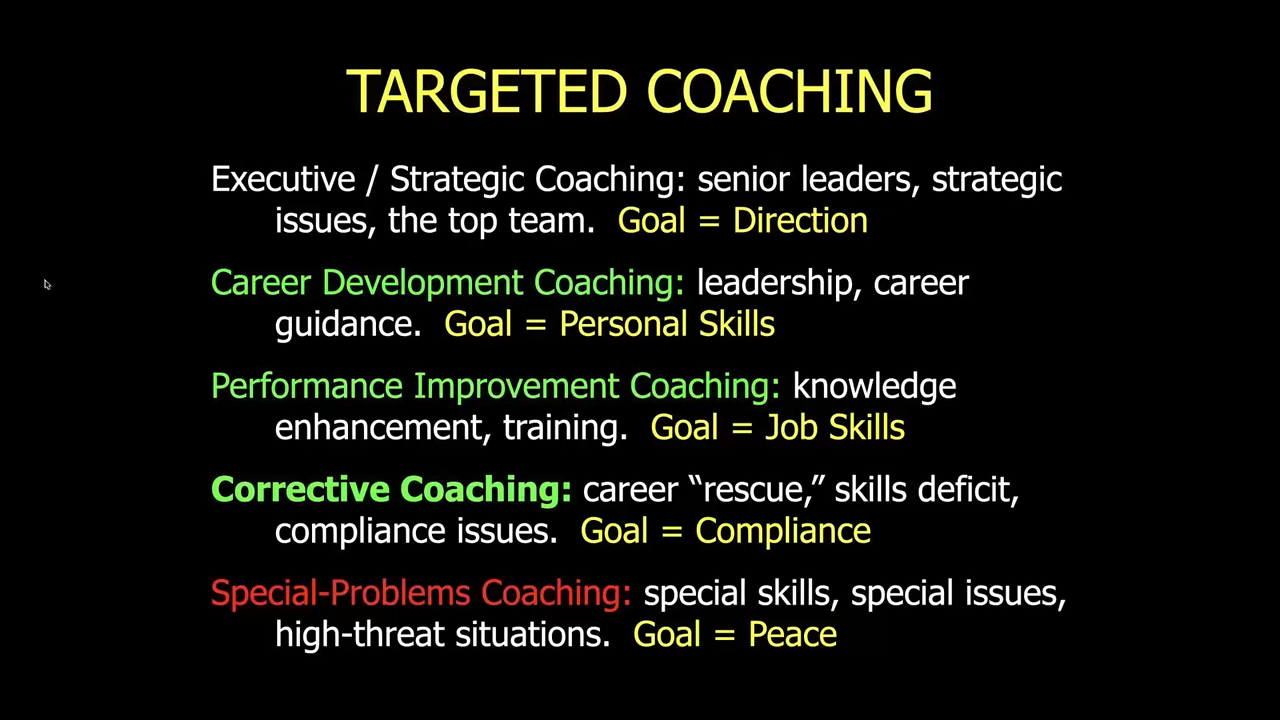 TARGETED COACHING
Executive / Strategic Coaching: senior leaders, strategic
issues, the top team. Goal = Direction
Career Development Coaching: leadership, career
guidance. Goal = Personal Skills
Performance Improvement Coaching: knowledge
enhancement, training. Goal = Job Skills
Corrective Coaching: career “rescue,” skills deficit,
compliance issues. Goal = Compliance
Special-Problems Coaching: special skills, special issues,
high-threat situations. Goal = Peace